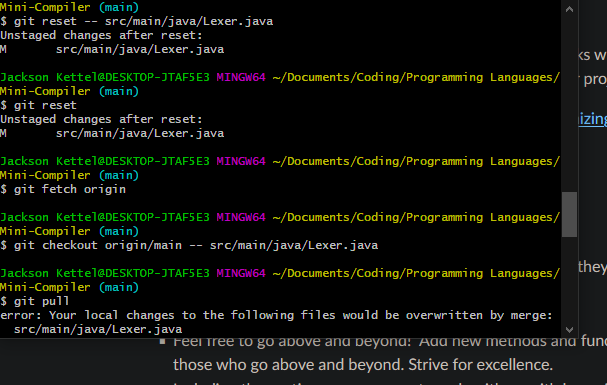 Mini-Compiler (main)
$ git reset -- src/main/java/Lexer.java
Unstaged changes after reset:
M       src/main/java/Lexer.java
Jackson Kettel@DESKTOP-JTAF5E3 MINGW64 ~/Documents/Coding/Programming Languages/
Mini-Compiler (main)
$ git reset
Unstaged changes after reset:
M       src/main/java/Lexer.java
Jackson Kettel@DESKTOP-JTAF5E3 MINGW64 ~/Documents/Coding/Programming Languages/
Mini-Compiler (main)
$ git fetch origin
Jackson Kettel@DESKTOP-JTAF5E3 MINGW64 ~/Documents/Coding/Programming Languages/
Mini-Compiler (main)
$ git checkout origin/main -- src/main/java/Lexer.java
Jackson Kettel@DESKTOP-JTAF5E3 MINGW64 ~/Documents/Coding/Programming Languages/
Mini-Compiler (main)
$ git pull
error: Your local changes to the following files would be overwritten by merge:
  src/main/java/Lexer.java
ks w
proj
izing
they
Feel free to go above and beyond! Add new methods and func
those who go above and beyond. Strive for excellence.